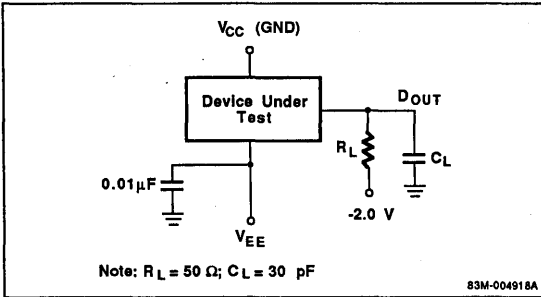 VCC (GND)
Device Under
Test
DOUT
RL
CL
0.01µF
-2.0 V
VEE
Note: RL = 50 Ω; CL = 30 pF
83M-004918A